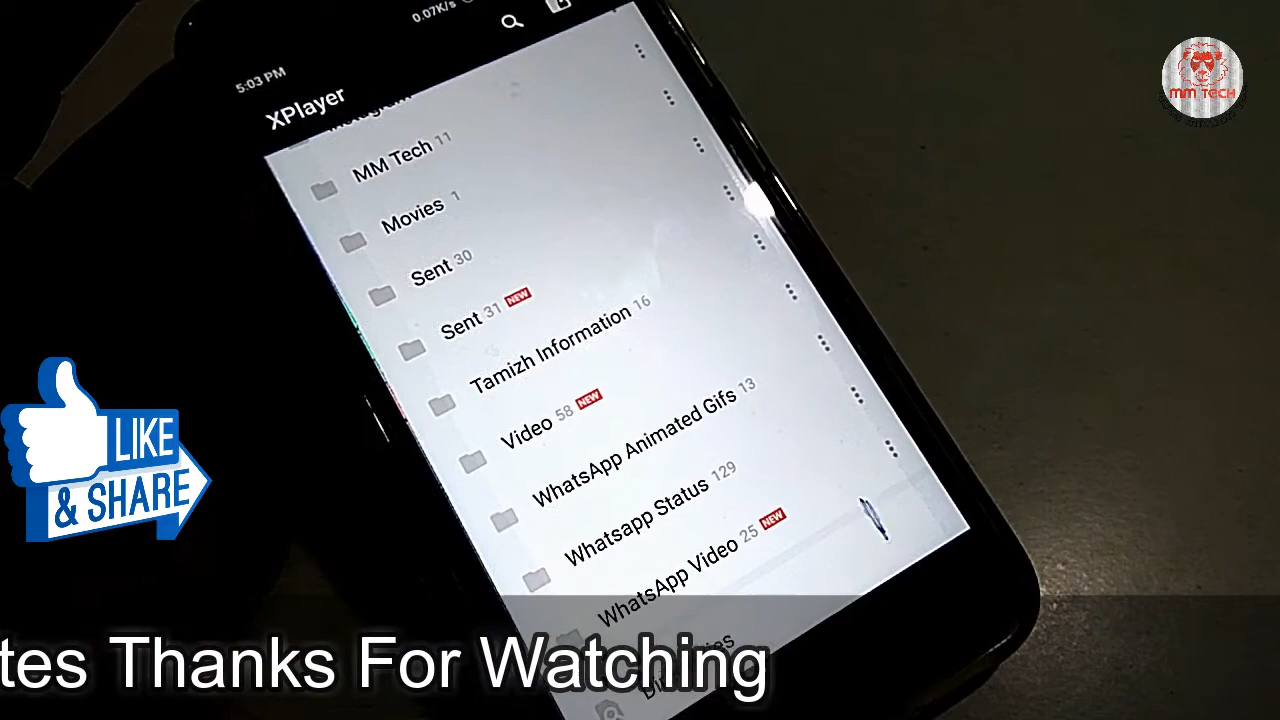 0.07K/s
5:03 PM
XPlayer
Instagram
MM Tech 11
Movies 1
Sent 30
Sent 31 NEW
Tamizh Information 16
Video 58 NEW
WhatsApp Animated Gifs 13
Whatsapp Status 129
WhatsApp Video 25 NEW
MM TECH
LIKE
& SHARE
tes Thanks For Watching